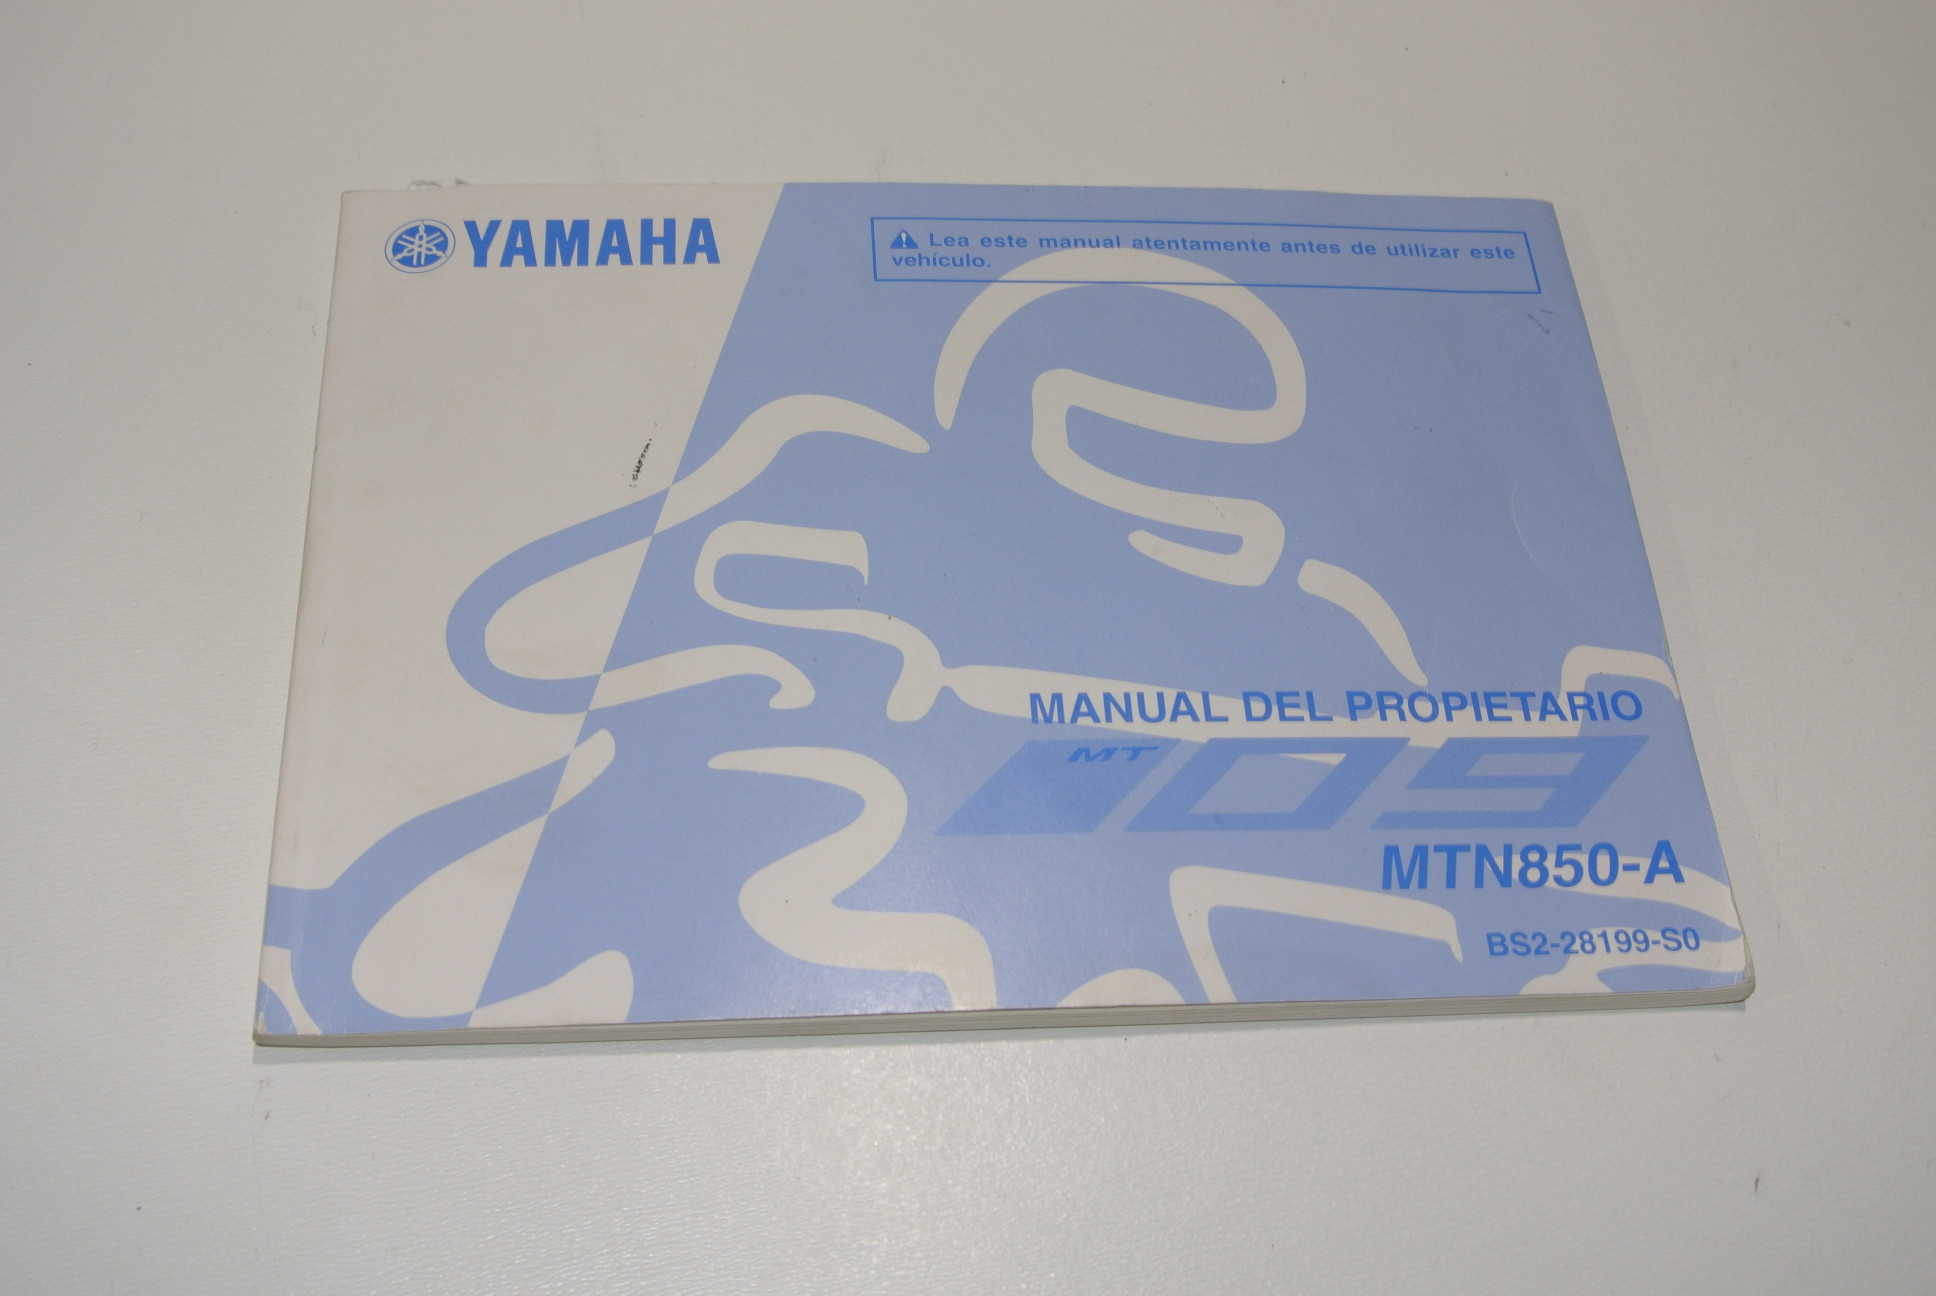 YAMAHA
Lea este manual atentamente antes de utilizar este
vehículo.
MANUAL DEL PROPIETARIO
MT 09
MTN850-A
BS2-28199-S0